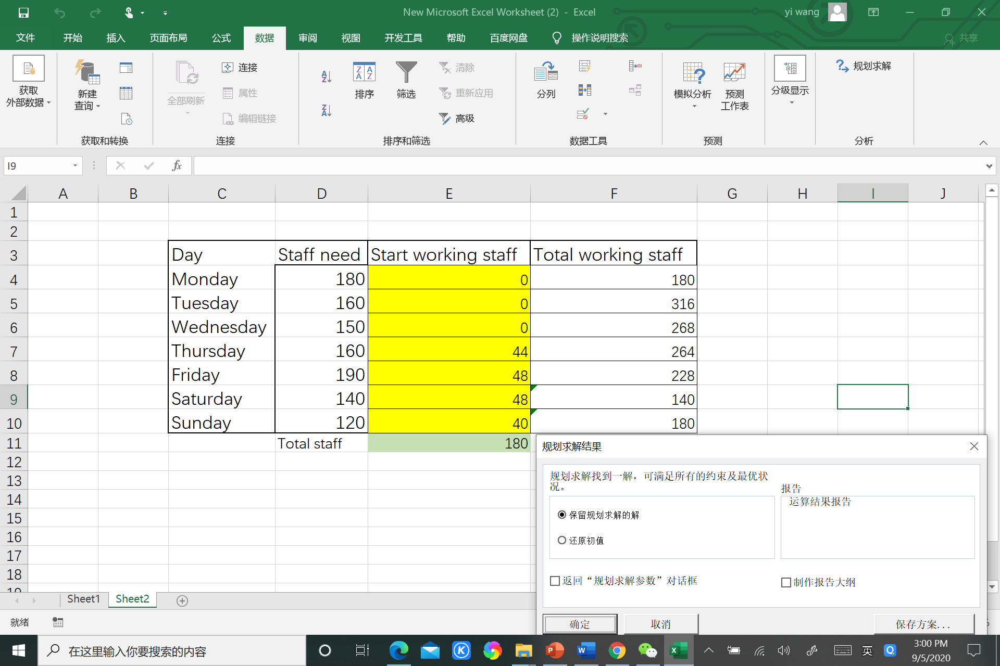 New Microsoft Excel Worksheet (2) - Excel
yi wang
文件 开始 插入 页面布局 公式 数据 审阅 视图 开发工具 帮助 百度网盘 操作说明搜索 共享
获取
外部数据
新建
查询
获取和转换
全部刷新
连接
属性
编辑链接
连接
排序
筛选
清除
重新应用
高级
排序和筛选
分列
数据工具
模拟分析
预测
工作表
预测
分级显示
规划求解
分析
I9
fx
A B C D E F G H I J
1
2
3 Day Staff need Start working staff Total working staff
4 Monday 180 0 180
5 Tuesday 160 0 316
6 Wednesday 150 0 268
7 Thursday 160 44 264
8 Friday 190 48 228
9 Saturday 140 48 140
10 Sunday 120 40 180
11 Total staff 180
12
13
14
15
16
17
18
19
规划求解结果
规划求解找到一解，可满足所有的约束及最优状
况。
报告
运算结果报告
保留规划求解的解
还原初值
返回“规划求解参数”对话框
制作报告大纲
确定 取消 保存方案...
Sheet1 Sheet2
就绪
在这里输入你要搜索的内容
英
3:00 PM
9/5/2020